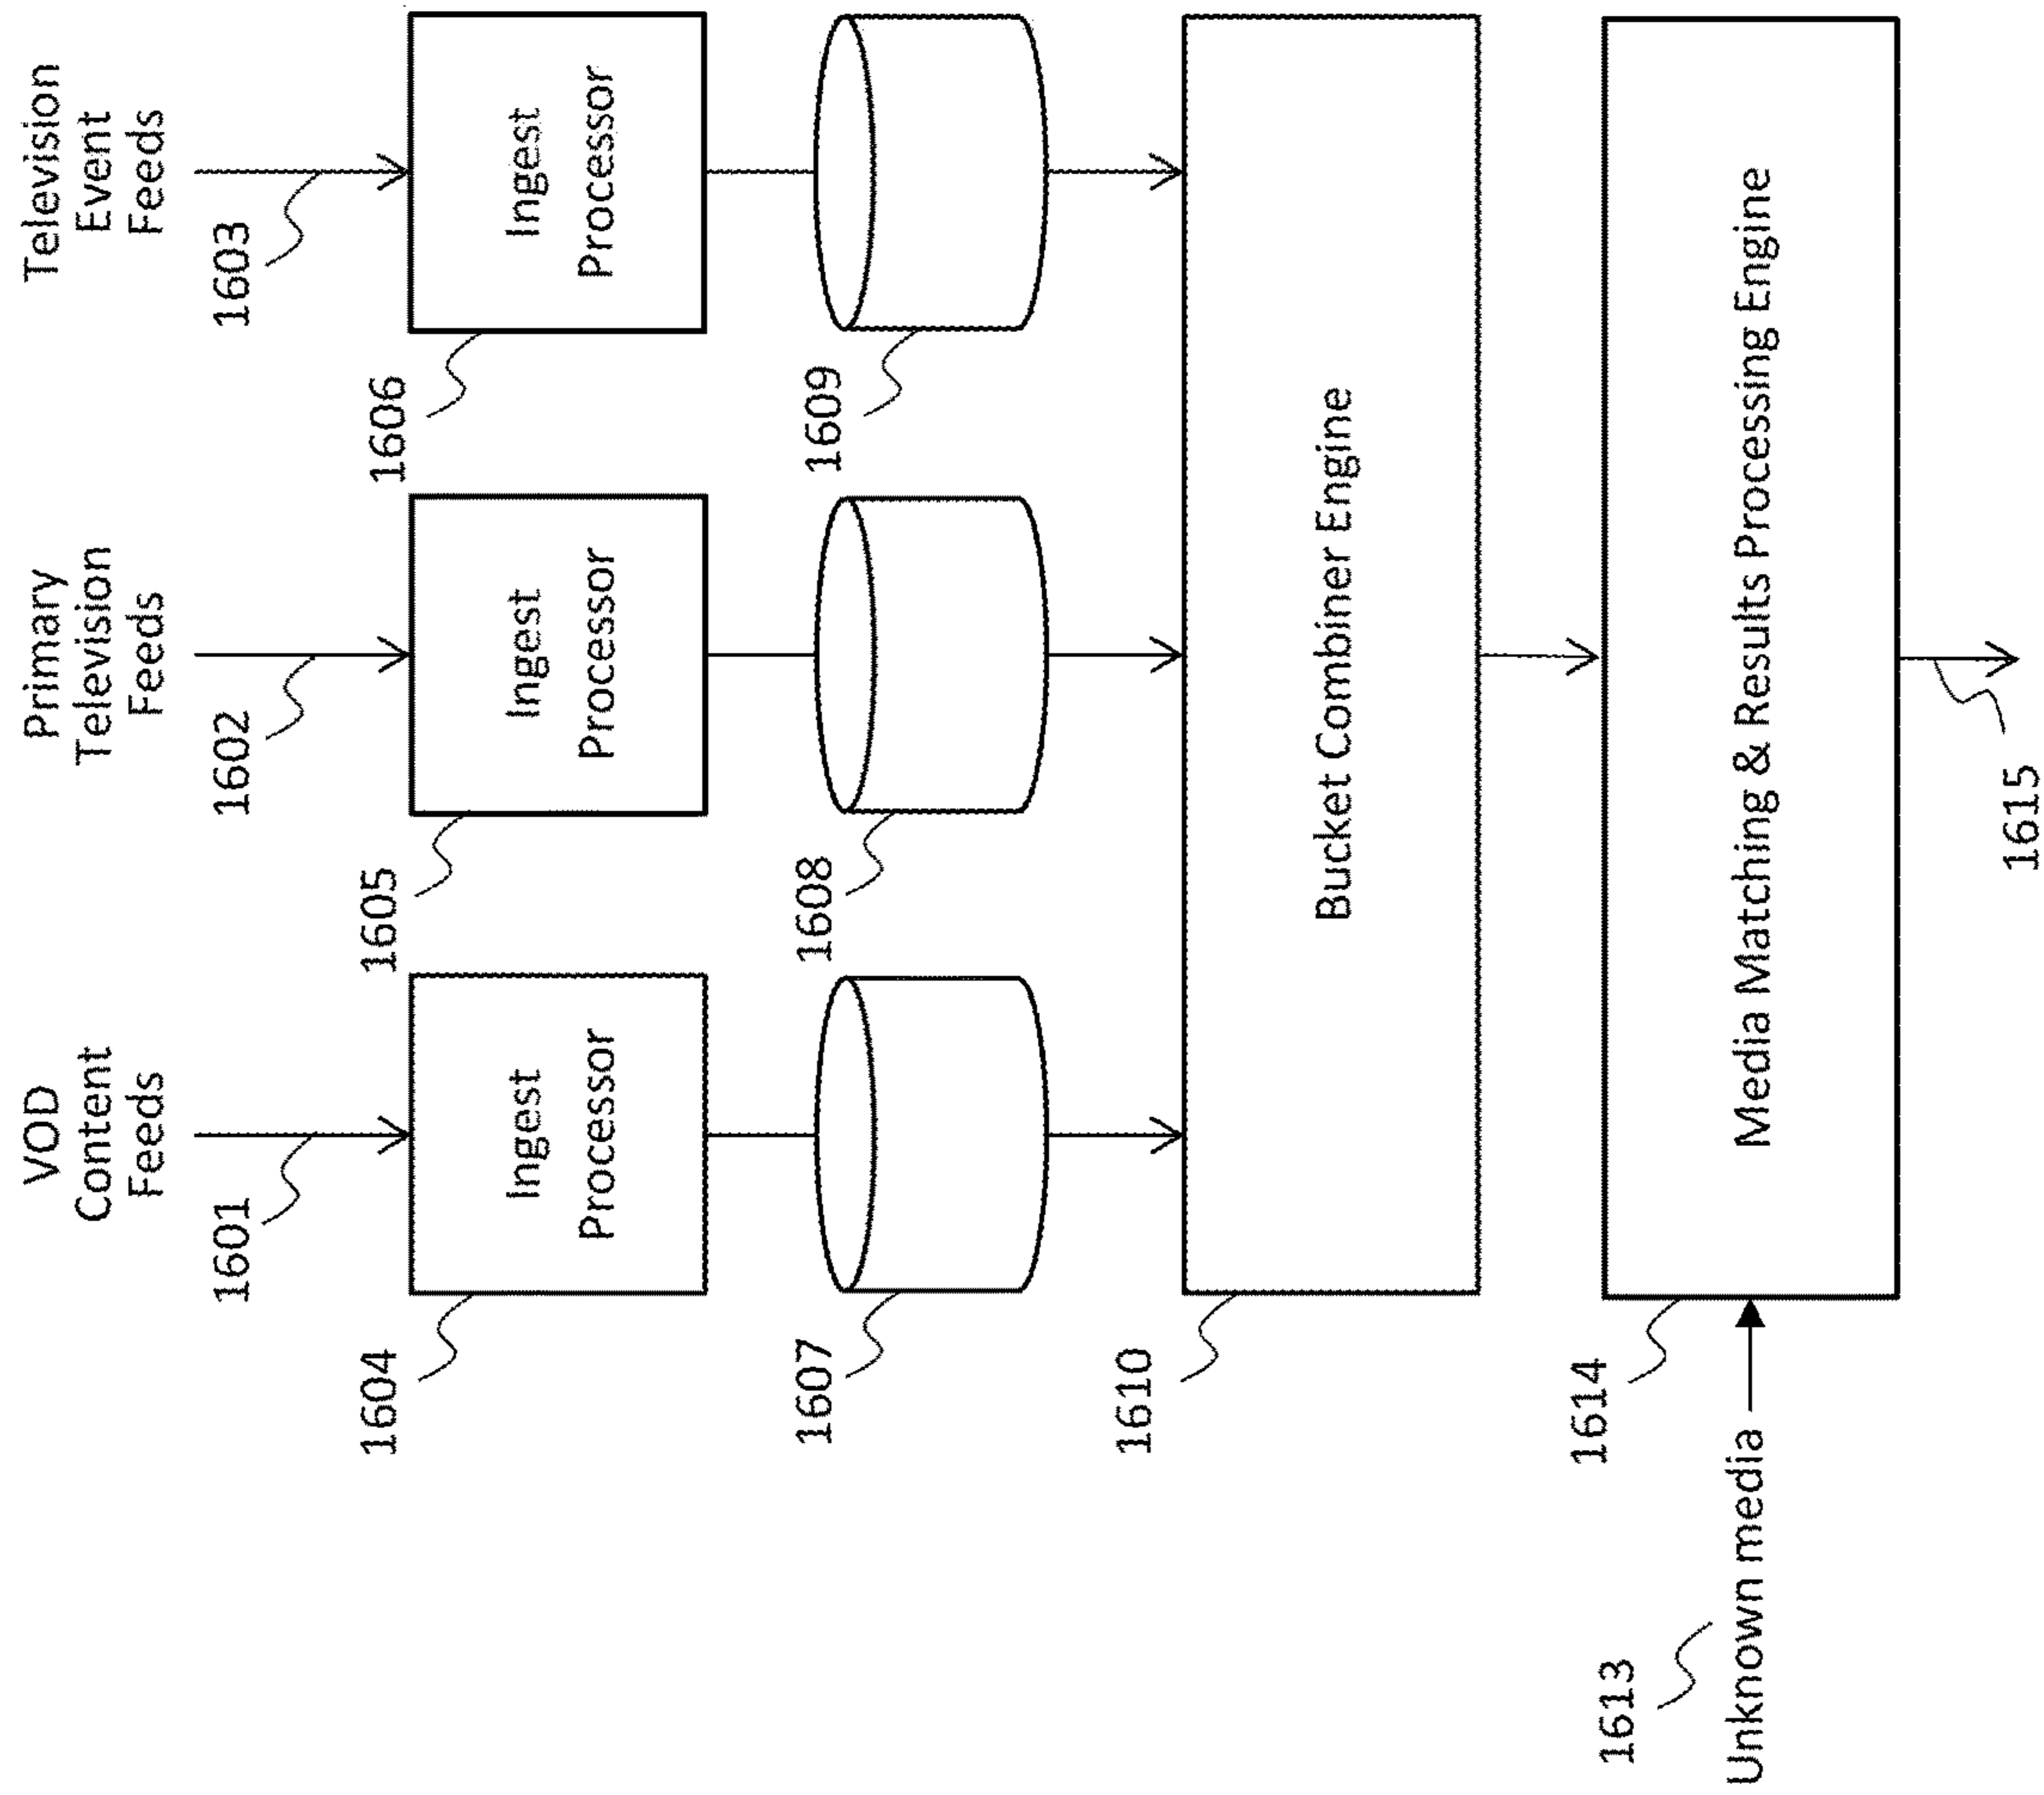 VOD
Content
Feeds
Primary
Television
Feeds
Television
Event
Feeds
1601
1602
1603
Ingest
Processor
Ingest
Processor
Ingest
Processor
1604
1605
1606
1607
1608
1609
Bucket Combiner Engine
1610
Media Matching & Results Processing Engine
1614
1613
Unknown media
1615